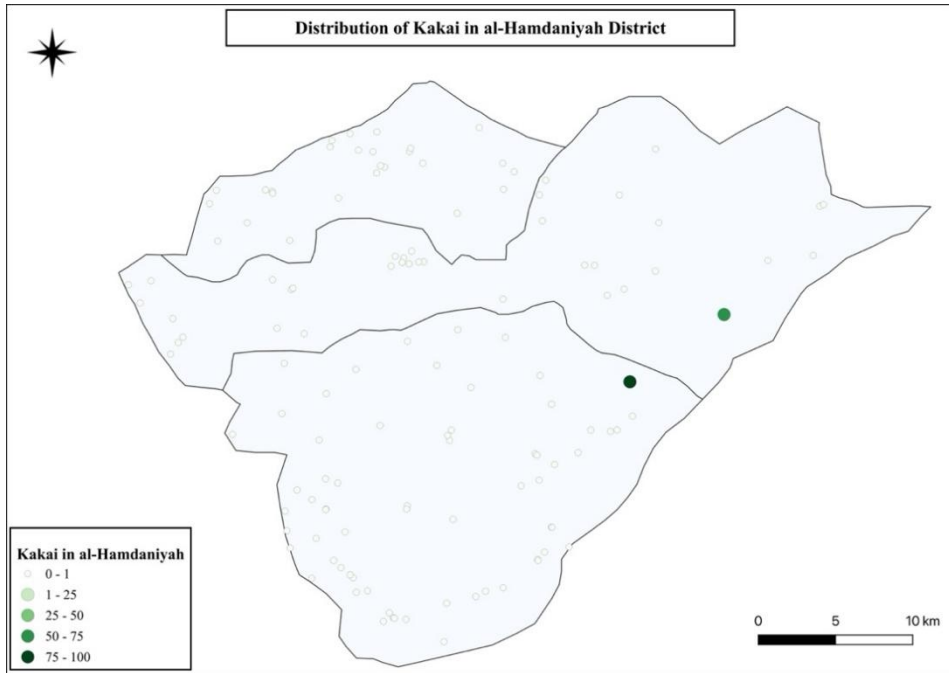 Distribution of Kakai in al-Hamdaniyah District
Kakai in al-Hamdaniyah
0 - 1
1 - 25
25 - 50
50 - 75
75 - 100
0 5 10 km